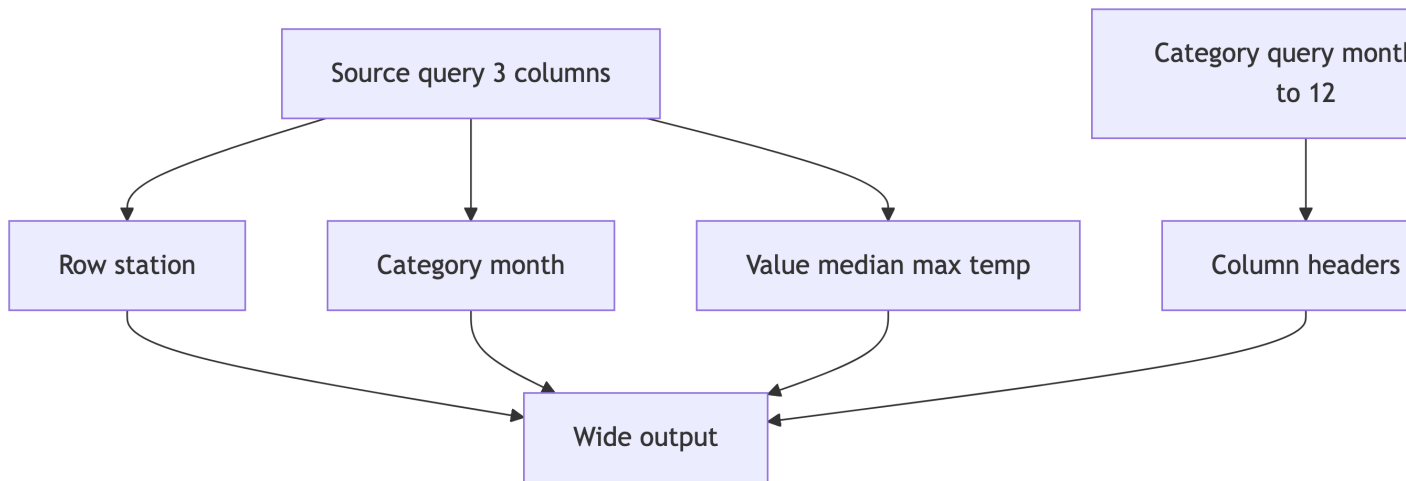 Source query 3 columns
Category query
to 12
Row station
Category month
Value median max temp
Column headers
Wide output